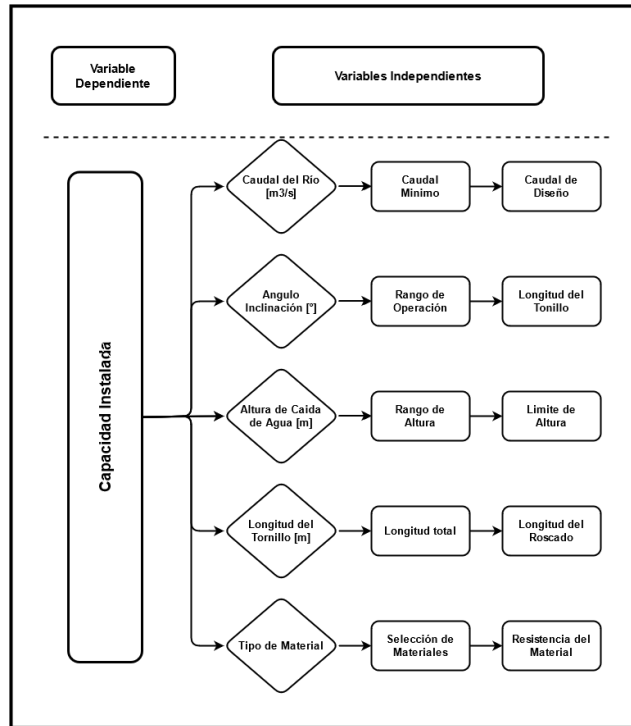 Variable
Dependiente
Variables Independientes
Capacidad Instalada
Caudal del Río
[m3/s]
Caudal
Minimo
Caudal de
Diseño
Angulo
Inclinación [°]
Rango de
Operación
Longitud del
Tonillo
Altura de Caida
de Agua [m]
Rango de
Altura
Limite de
Altura
Longitud del
Tornillo [m]
Longitud total
Longitud del
Roscado
Tipo de Material
Selección de
Materiales
Resistencia del
Material